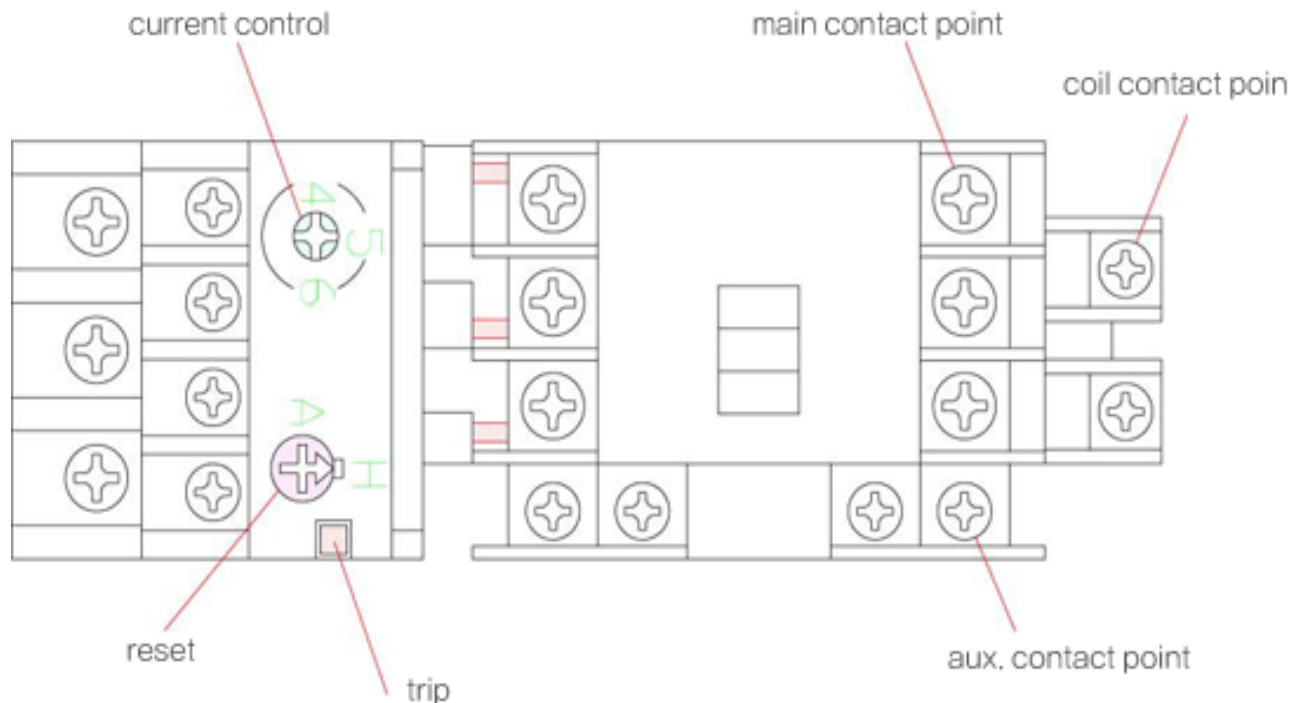 current control
main contact point
coil contact poin
4
5
6
A
H
reset
trip
aux. contact point